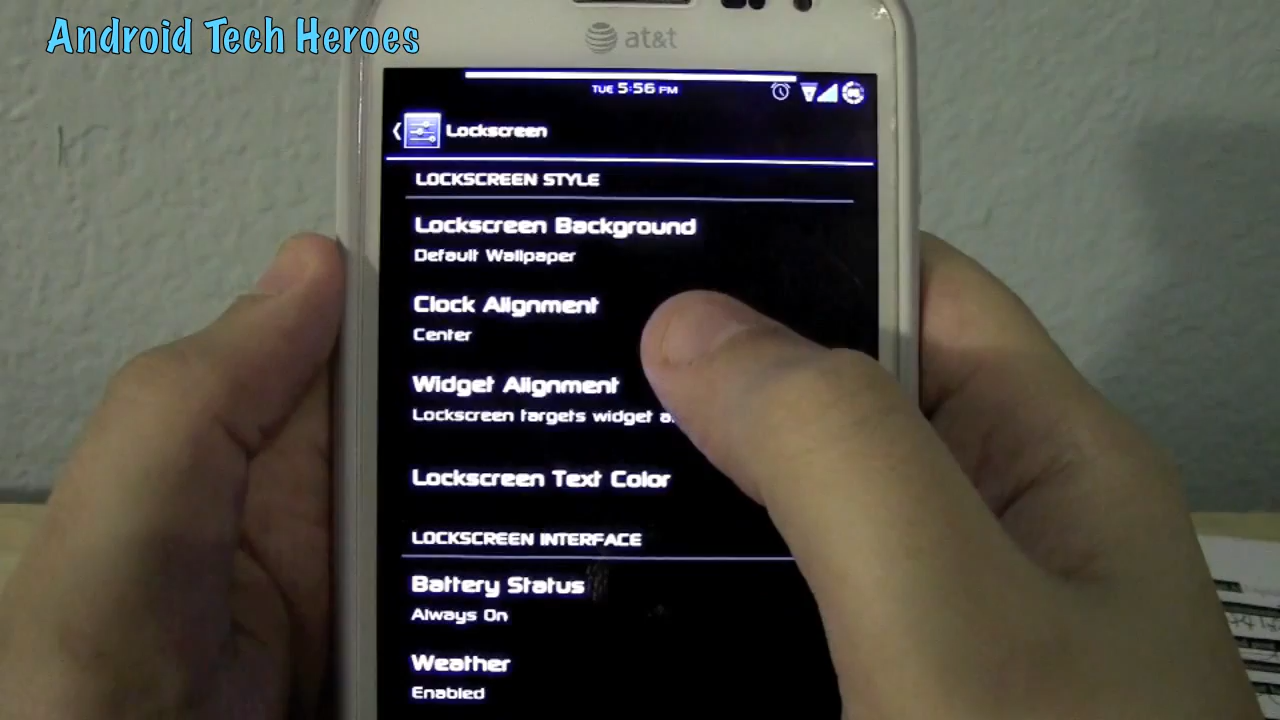 Android Tech Heroes
at&t
TUE 5:56 PM
Lockscreen
LOCKSCREEN STYLE
Lockscreen Background
Default Wallpaper
Clock Alignment
Center
Widget Alignment
Lockscreen targets widget
Lockscreen Text Color
LOCKSCREEN INTERFACE
Battery Status
Always On
Weather
Enabled